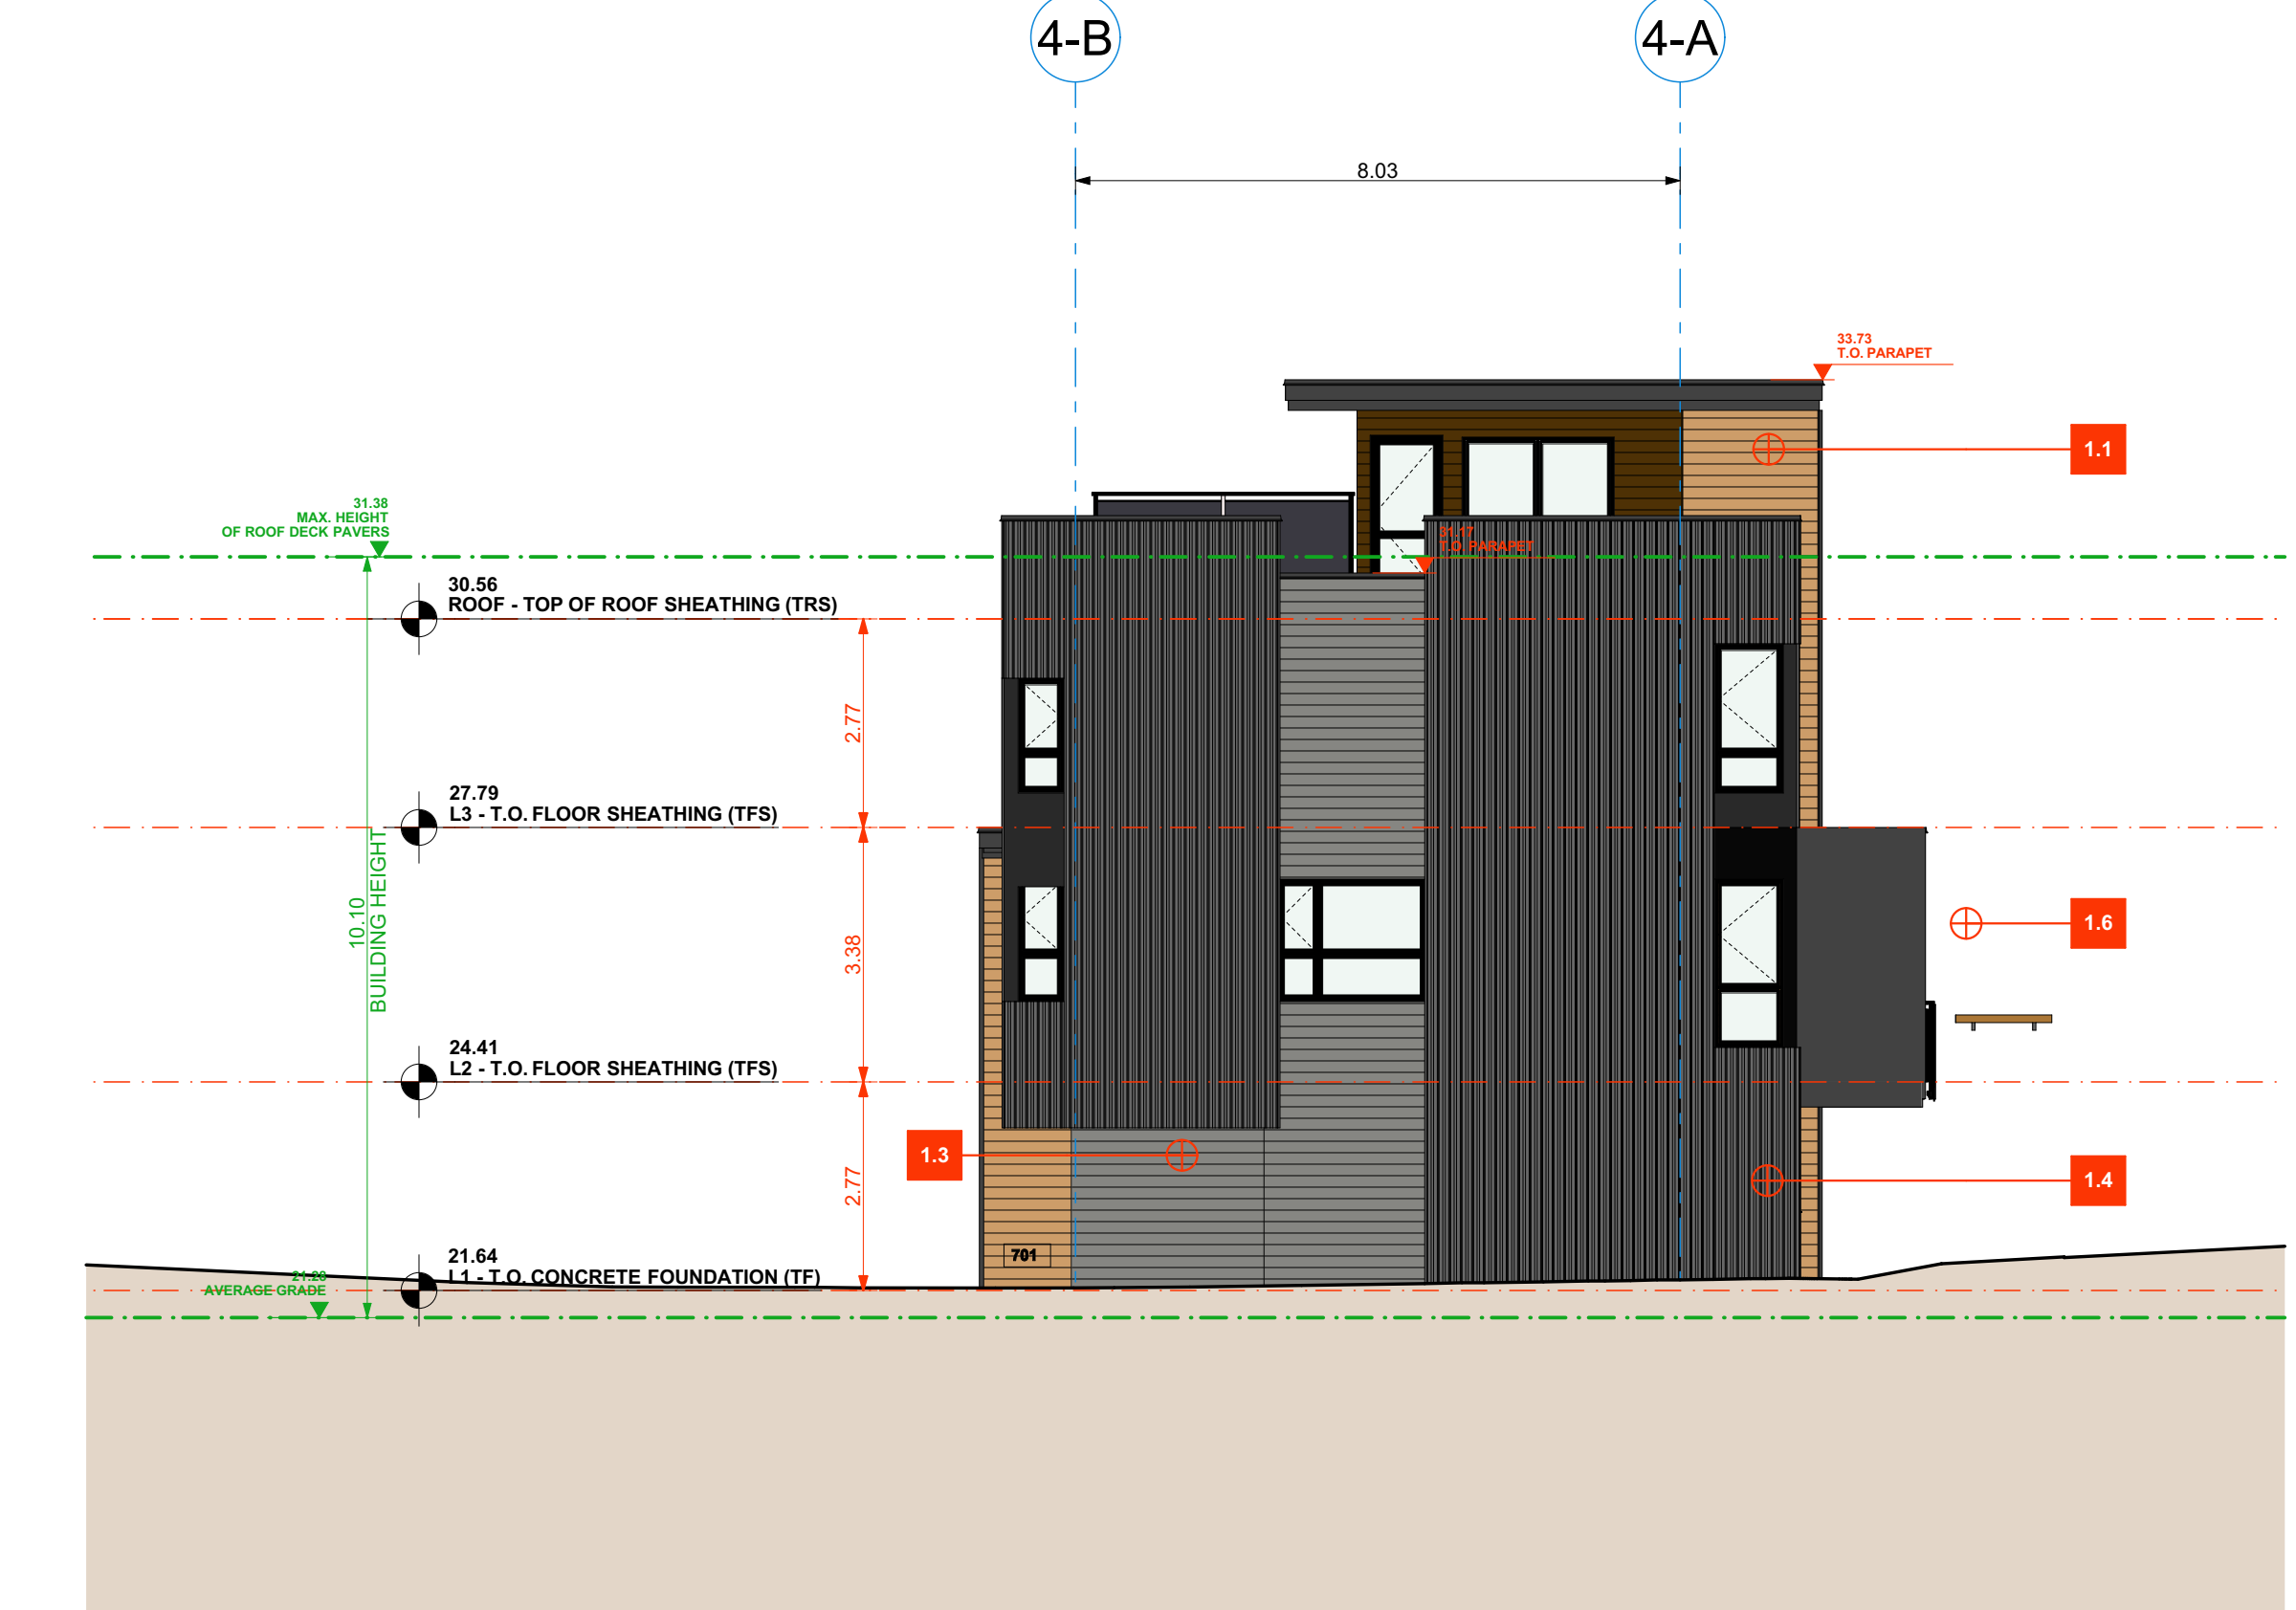 4-B
4-A
8.03
33.73
T.O. PARAPET
1.1
31.38
MAX. HEIGHT
OF ROOF DECK PAVERS
31.17
T.O. PARAPET
30.56
ROOF - TOP OF ROOF SHEATHING (TRS)
2.77
27.79
L3 - T.O. FLOOR SHEATHING (TFS)
10.10
BUILDING HEIGHT
3.38
1.6
24.41
L2 - T.O. FLOOR SHEATHING (TFS)
1.3
2.77
1.4
701
21.64
L1 - T.O. CONCRETE FOUNDATION (TF)
21.28
AVERAGE GRADE